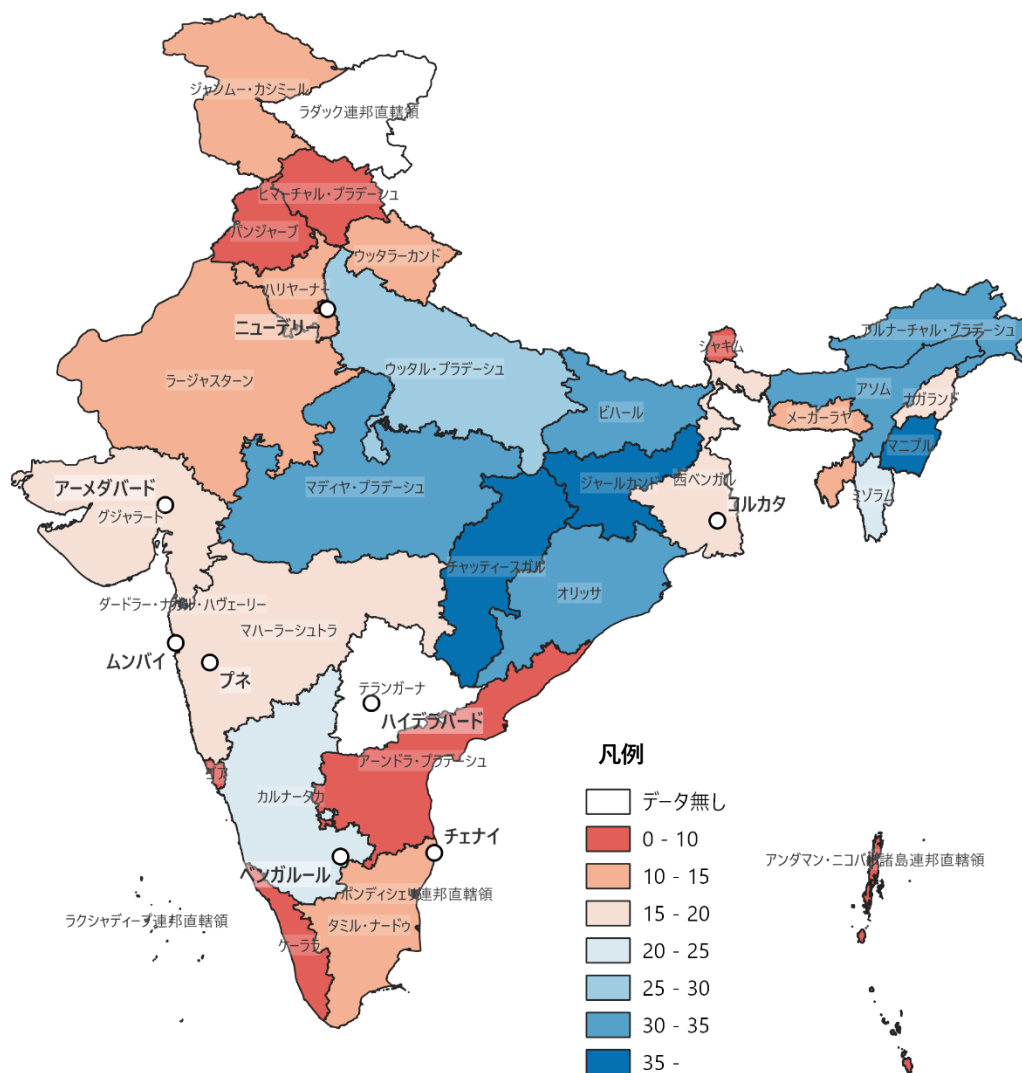 ジャンムー・カシミール
ラダック連邦直轄領
ヒマーチャル・プラデーシュ
パンジャーブ
ウッタラーカンド
ハリヤーナー
ニューデリー
ラージャスターン
ウッタル・プラデーシュ
シャキム
アルナーチャル・プラデーシュ
アソム
ナガランド
メーガーラヤ
マニプル
ミゾラム
ビハール
アーメダバード
グジャラート
マディヤ・プラデーシュ
ジャールカンド
西ベンガル
コルカタ
チャッティースガル
オリッサ
ダードラー・ナガル・ハヴェーリー
マハーラーシュトラ
ムンバイ
プネ
テランガーナ
ハイデラバード
アーンドラ・プラデーシュ
ゴア
カルナータカ
チェナイ
ベンガルール
ポンディシェリ連邦直轄領
タミル・ナードゥ
ケーララ
ラクシャディープ連邦直轄領
アンダマン・ニコバル諸島連邦直轄領
凡例
データ無し
0 - 10
10 - 15
15 - 20
20 - 25
25 - 30
30 - 35
35 -